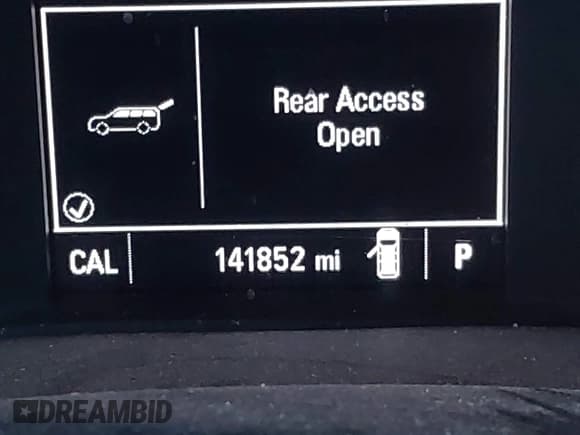 Rear Access
Open
CAL
141852 mi
P
DREAMBID